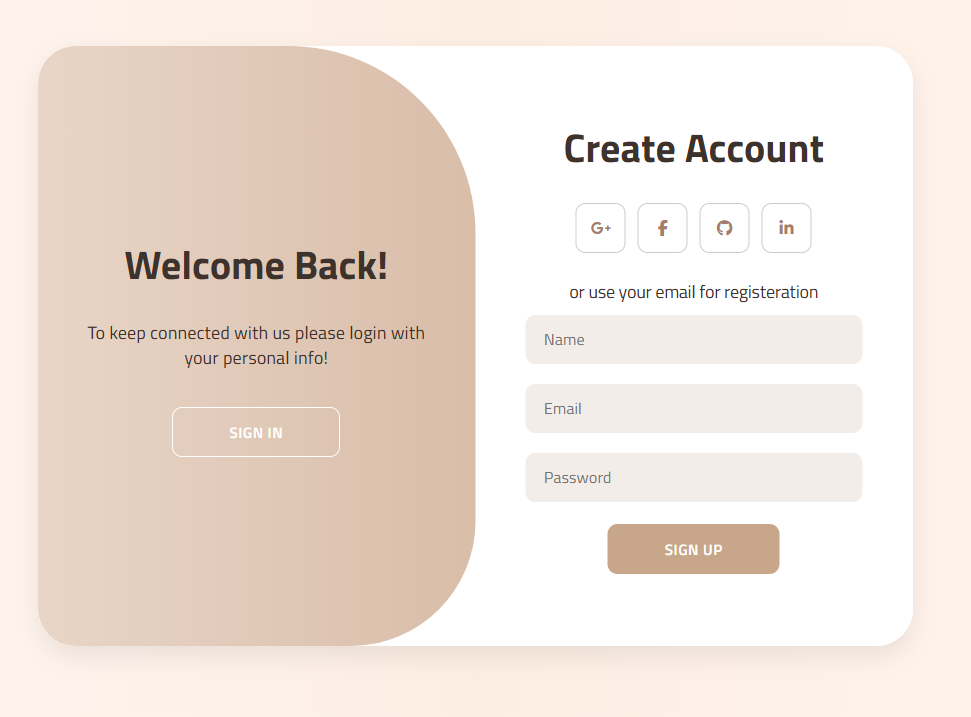 Welcome Back!
To keep connected with us please login with
your personal info!
SIGN IN
Create Account
G+ f in
or use your email for registeration
Name
Email
Password
SIGN UP